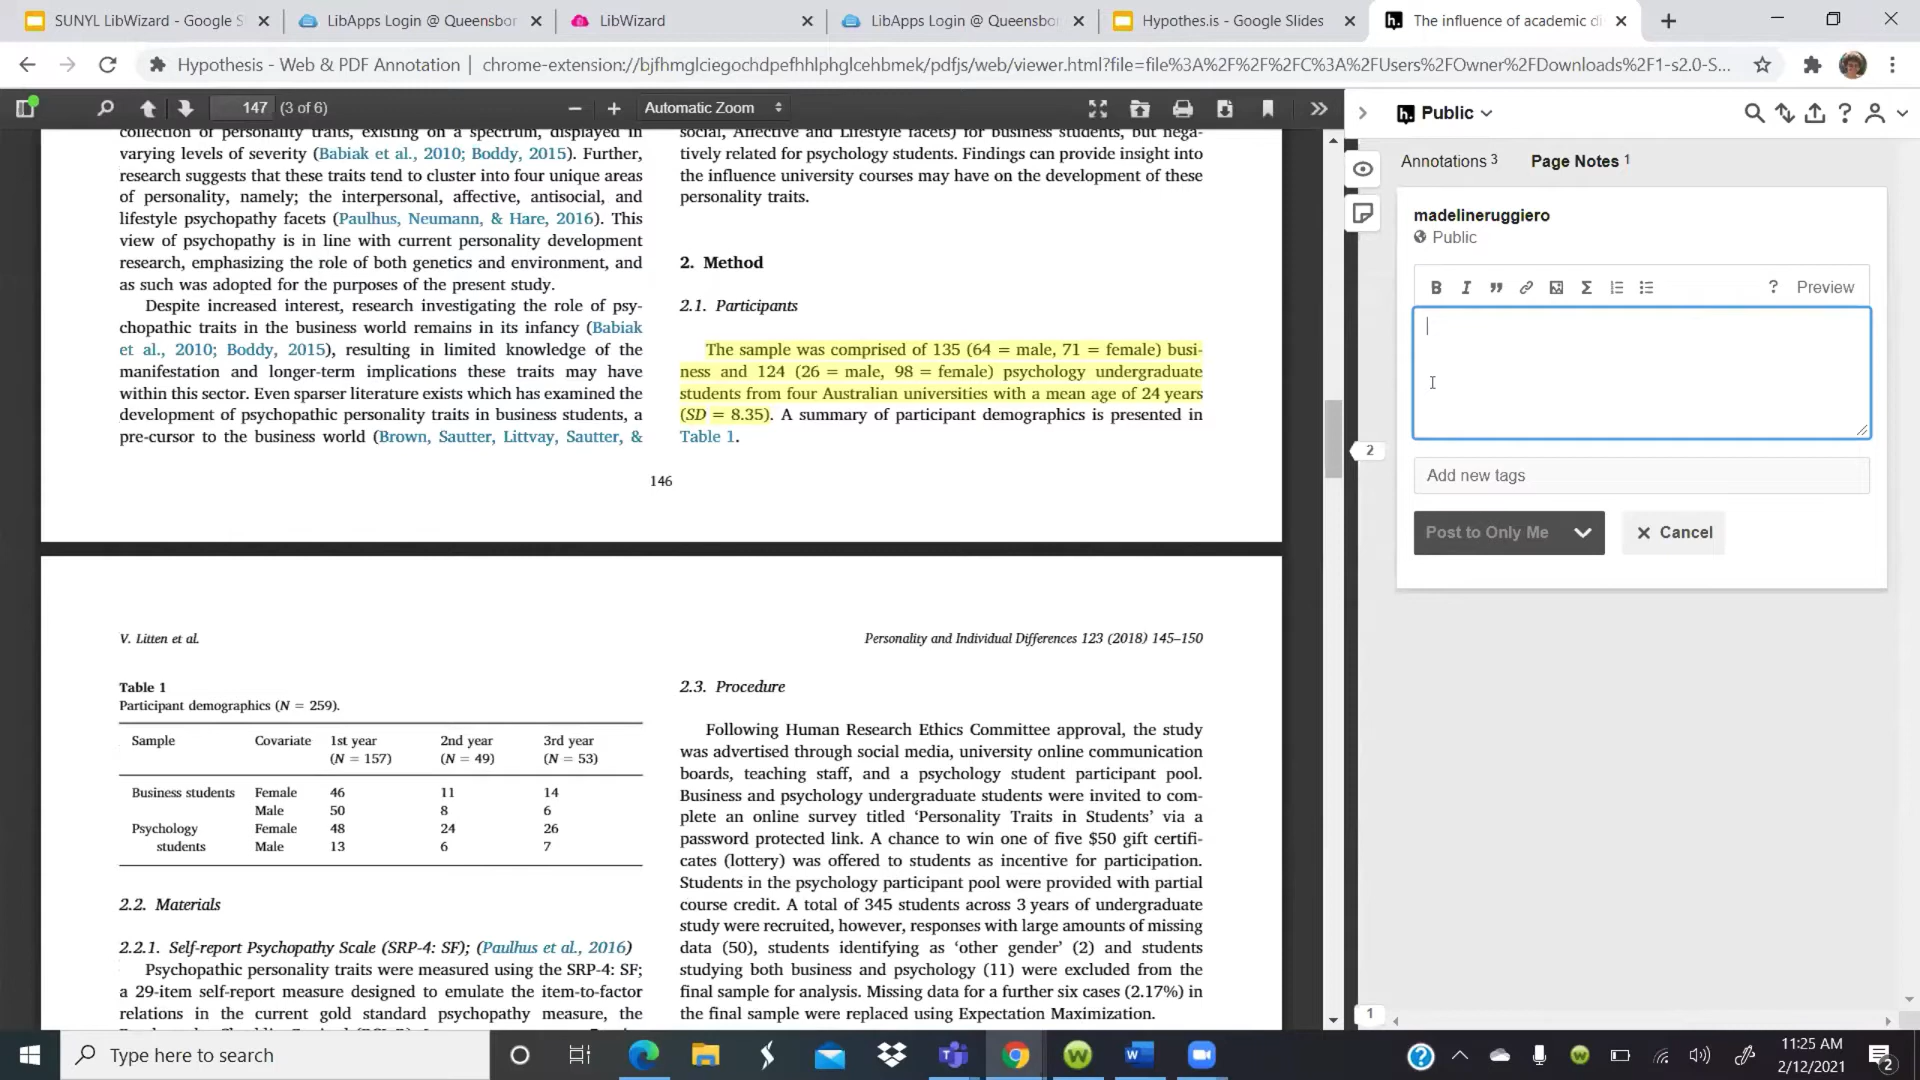 SUNYL LibWizard - Google S
LibApps Login @ Queensbor
LibWizard
LibApps Login @ Queensbo
Hypothes.is - Google Slides
The influence of academic di
Hypothesis - Web & PDF Annotation
chrome-extension://bjfhmglciegochdpefhhlphglcehbmek/pdfjs/web/viewer.html?file=file%3A%2F%2F%2FC%3A%2FUsers%2FOwner%2FDownloads%2F1-s2.0-S...
147 (3 of 6)
Automatic Zoom
collection of personality traits, existing on a spectrum, displayed in
varying levels of severity (Babiak et al., 2010; Boddy, 2015). Further,
research suggests that these traits tend to cluster into four unique areas
of personality, namely; the interpersonal, affective, antisocial, and
lifestyle psychopathy facets (Paulhus, Neumann, & Hare, 2016). This
view of psychopathy is in line with current personality development
research, emphasizing the role of both genetics and environment, and
as such was adopted for the purposes of the present study.
Despite increased interest, research investigating the role of psy-
chopathic traits in the business world remains in its infancy (Babiak
et al., 2010; Boddy, 2015), resulting in limited knowledge of the
manifestation and longer-term implications these traits may have
within this sector. Even sparser literature exists which has examined the
development of psychopathic personality traits in business students, a
pre-cursor to the business world (Brown, Sautter, Littvay, Sautter, &
social, Affective and Lifestyle facets) for business students, but nega-
tively related for psychology students. Findings can provide insight into
the influence university courses may have on the development of these
personality traits.
2. Method
2.1. Participants
The sample was comprised of 135 (64 = male, 71 = female) busi-
ness and 124 (26 = male, 98 = female) psychology undergraduate
students from four Australian universities with a mean age of 24 years
(SD = 8.35). A summary of participant demographics is presented in
Table 1.
146
V. Litten et al.
Personality and Individual Differences 123 (2018) 145–150
Table 1
Participant demographics (N = 259).
Sample Covariate 1st year 2nd year 3rd year
(N = 157) (N = 49) (N = 53)
Business students Female 46 11 14
Male 50 8 6
Psychology Female 48 24 26
students Male 13 6 7
2.2. Materials
2.2.1. Self-report Psychopathy Scale (SRP-4: SF); (Paulhus et al., 2016)
Psychopathic personality traits were measured using the SRP-4: SF;
a 29-item self-report measure designed to emulate the item-to-factor
relations in the current gold standard psychopathy measure, the
2.3. Procedure
Following Human Research Ethics Committee approval, the study
was advertised through social media, university online communication
boards, teaching staff, and a psychology student participant pool.
Business and psychology undergraduate students were invited to com-
plete an online survey titled ‘Personality Traits in Students’ via a
password protected link. A chance to win one of five $50 gift certifi-
cates (lottery) was offered to students as incentive for participation.
Students in the psychology participant pool were provided with partial
course credit. A total of 345 students across 3 years of undergraduate
study were recruited, however, responses with large amounts of missing
data (50), students identifying as ‘other gender’ (2) and students
studying both business and psychology (11) were excluded from the
final sample for analysis. Missing data for a further six cases (2.17%) in
the final sample were replaced using Expectation Maximization.
2
1
Public
Annotations 3
Page Notes 1
madelineruggiero
Public
Preview
Add new tags
Post to Only Me
Cancel
Type here to search
11:25 AM
2/12/2021
2